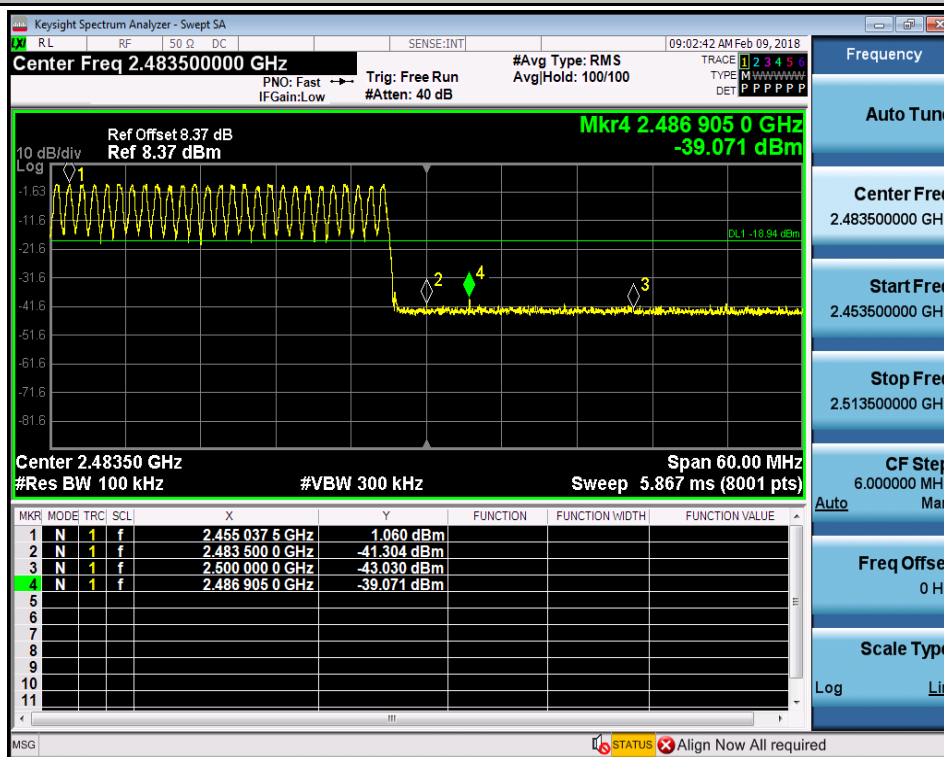 Keysight Spectrum Analyzer - Swept SA
LXI RL RF 50 Ω DC SENSE:INT 09:02:42 AM Feb 09, 2018
Center Freq 2.483500000 GHz
PNO: Fast
IFGain:Low
Trig: Free Run
#Atten: 40 dB
#Avg Type: RMS
Avg|Hold: 100/100
TRACE 1 2 3 4 5 6
TYPE M WWWWW
DET P P P P P P
Ref Offset 8.37 dB
10 dB/div Ref 8.37 dBm
Log
Mkr4 2.486 905 0 GHz
-39.071 dBm
1
-1.63
-11.6
DL1 -18.94 dBm
-21.6
-31.6
2
4
3
-41.6
-51.6
-61.6
-71.6
-81.6
Center 2.48350 GHz Span 60.00 MHz
#Res BW 100 kHz #VBW 300 kHz Sweep 5.867 ms (8001 pts)
MKR MODE TRC SCL X Y FUNCTION FUNCTION WIDTH FUNCTION VALUE
1 N 1 f 2.455 037 5 GHz 1.060 dBm
2 N 1 f 2.483 500 0 GHz -41.304 dBm
3 N 1 f 2.500 000 0 GHz -43.030 dBm
4 N 1 f 2.486 905 0 GHz -39.071 dBm
5
6
7
8
9
10
11
MSG STATUS Align Now All required
Frequency
Auto Tun
Center Fre
2.483500000 GH
Start Fre
2.453500000 GH
Stop Fre
2.513500000 GH
CF Ste
6.000000 MH
Auto Ma
Freq Offse
0 H
Scale Typ
Log Li